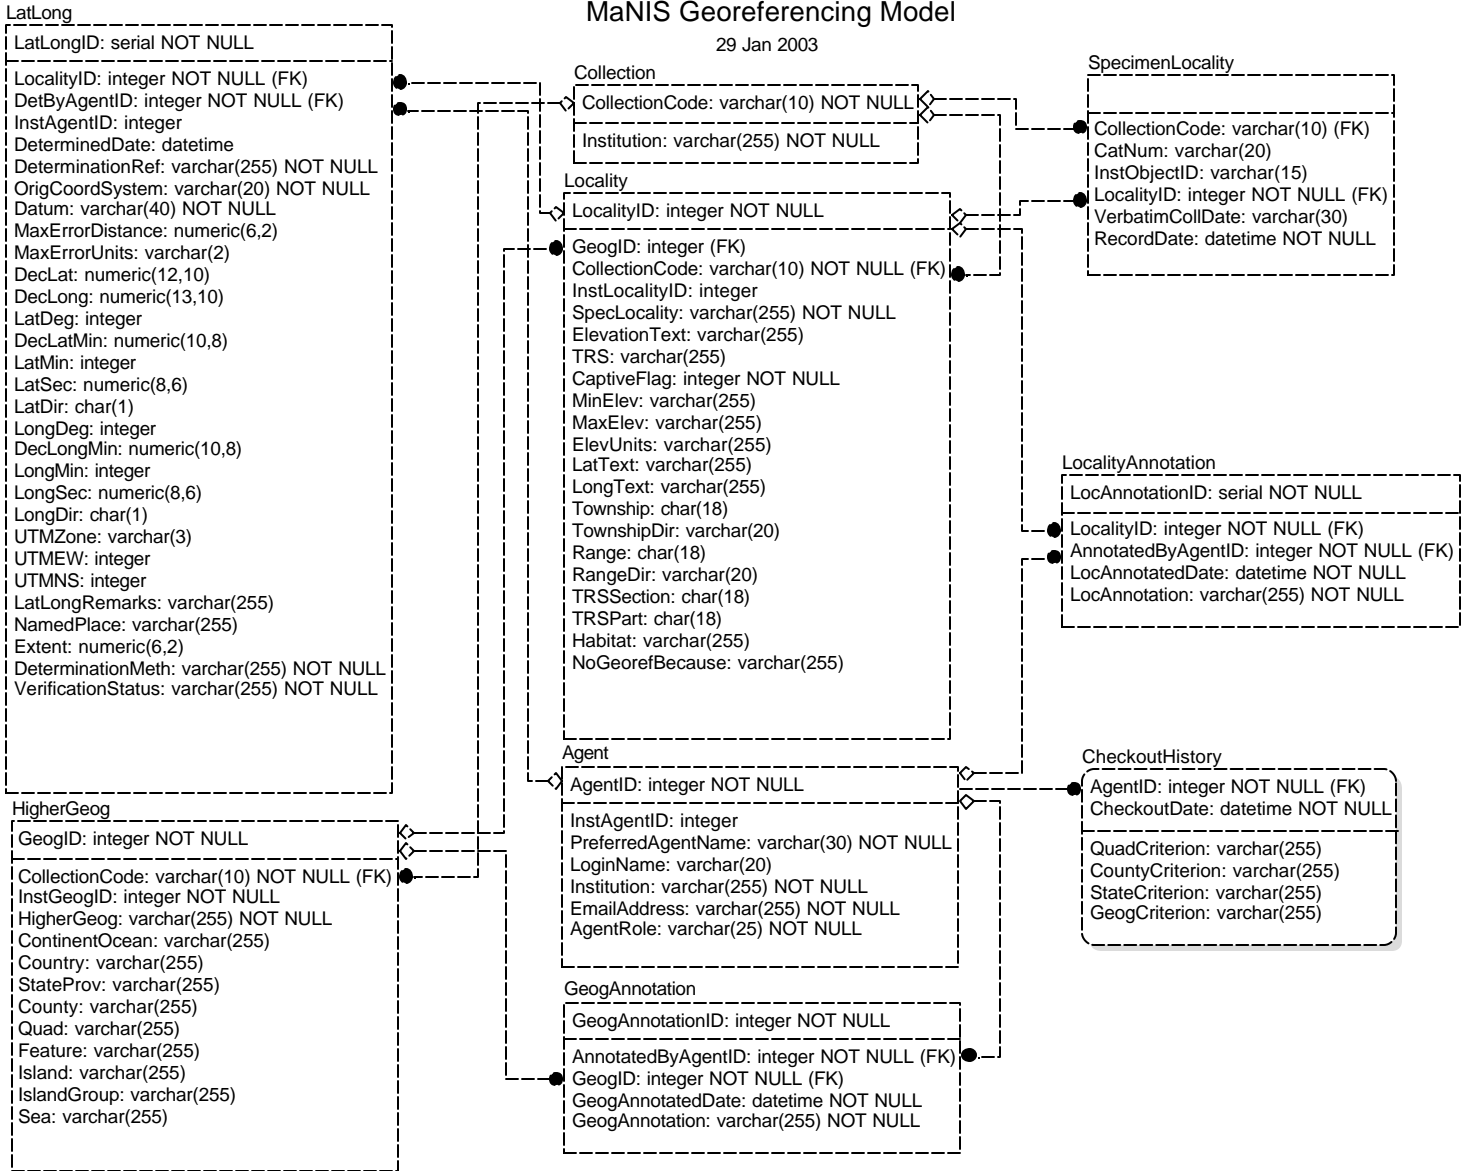 MaNIS Georeferencing Model
29 Jan 2003
LatLong
LatLongID: serial NOT NULL
LocalityID: integer NOT NULL (FK)
DetByAgentID: integer NOT NULL (FK)
InstAgentID: integer
DeterminedDate: datetime
DeterminationRef: varchar(255) NOT NULL
OrigCoordSystem: varchar(20) NOT NULL
Datum: varchar(40) NOT NULL
MaxErrorDistance: numeric(6,2)
MaxErrorUnits: varchar(2)
DecLat: numeric(12,10)
DecLong: numeric(13,10)
LatDeg: integer
DecLatMin: numeric(10,8)
LatMin: integer
LatSec: numeric(8,6)
LatDir: char(1)
LongDeg: integer
DecLongMin: numeric(10,8)
LongMin: integer
LongSec: numeric(8,6)
LongDir: char(1)
UTMZone: varchar(3)
UTMEW: integer
UTMNS: integer
LatLongRemarks: varchar(255)
NamedPlace: varchar(255)
Extent: numeric(6,2)
DeterminationMeth: varchar(255) NOT NULL
VerificationStatus: varchar(255) NOT NULL
HigherGeog
GeogID: integer NOT NULL
CollectionCode: varchar(10) NOT NULL (FK)
InstGeogID: integer NOT NULL
HigherGeog: varchar(255) NOT NULL
ContinentOcean: varchar(255)
Country: varchar(255)
StateProv: varchar(255)
County: varchar(255)
Quad: varchar(255)
Feature: varchar(255)
Island: varchar(255)
IslandGroup: varchar(255)
Sea: varchar(255)
Collection
CollectionCode: varchar(10) NOT NULL
Institution: varchar(255) NOT NULL
Locality
LocalityID: integer NOT NULL
GeogID: integer (FK)
CollectionCode: varchar(10) NOT NULL (FK)
InstLocalityID: integer
SpecLocality: varchar(255) NOT NULL
ElevationText: varchar(255)
TRS: varchar(255)
CaptiveFlag: integer NOT NULL
MinElev: varchar(255)
MaxElev: varchar(255)
ElevUnits: varchar(255)
LatText: varchar(255)
LongText: varchar(255)
Township: char(18)
TownshipDir: varchar(20)
Range: char(18)
RangeDir: varchar(20)
TRSSection: char(18)
TRSPart: char(18)
Habitat: varchar(255)
NoGeorefBecause: varchar(255)
Agent
AgentID: integer NOT NULL
InstAgentID: integer
PreferredAgentName: varchar(30) NOT NULL
LoginName: varchar(20)
Institution: varchar(255) NOT NULL
EmailAddress: varchar(255) NOT NULL
AgentRole: varchar(25) NOT NULL
GeogAnnotation
GeogAnnotationID: integer NOT NULL
AnnotatedByAgentID: integer NOT NULL (FK)
GeogID: integer NOT NULL (FK)
GeogAnnotatedDate: datetime NOT NULL
GeogAnnotation: varchar(255) NOT NULL
SpecimenLocality
CollectionCode: varchar(10) (FK)
CatNum: varchar(20)
InstObjectID: varchar(15)
LocalityID: integer NOT NULL (FK)
VerbatimCollDate: varchar(30)
RecordDate: datetime NOT NULL
LocalityAnnotation
LocAnnotationID: serial NOT NULL
LocalityID: integer NOT NULL (FK)
AnnotatedByAgentID: integer NOT NULL (FK)
LocAnnotatedDate: datetime NOT NULL
LocAnnotation: varchar(255) NOT NULL
CheckoutHistory
AgentID: integer NOT NULL (FK)
CheckoutDate: datetime NOT NULL
QuadCriterion: varchar(255)
CountyCriterion: varchar(255)
StateCriterion: varchar(255)
GeogCriterion: varchar(255)